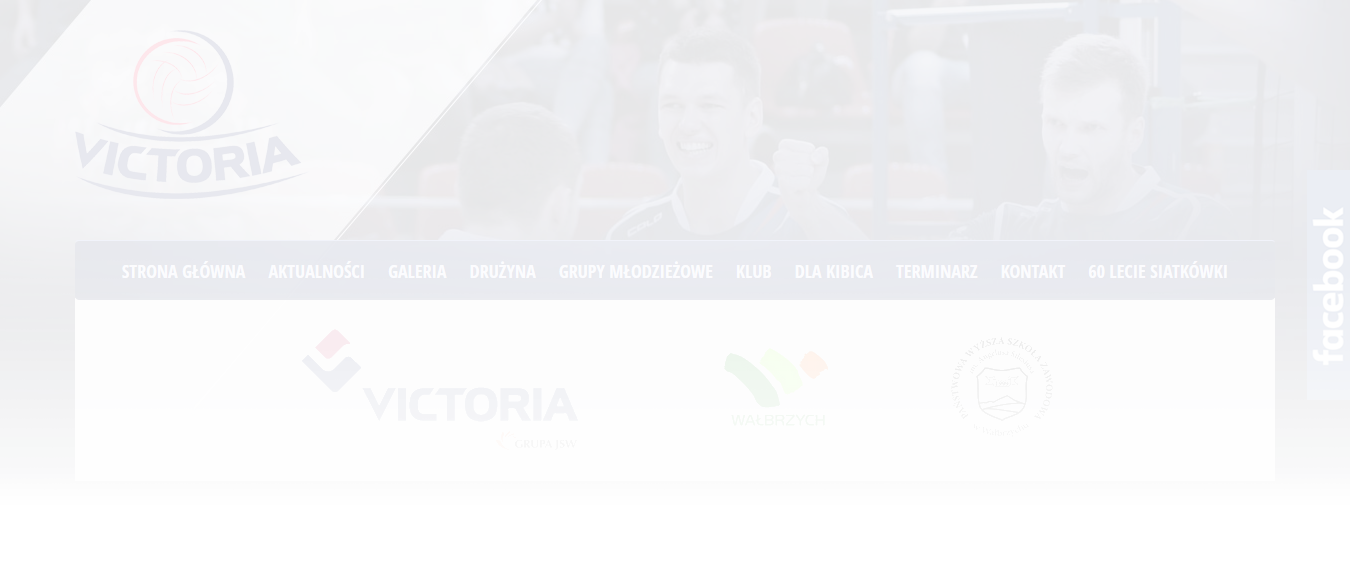 VICTORIA
STRONA GŁÓWNA AKTUALNOŚCI GALERIA DRUŻYNA GRUPY MŁODZIEŻOWE KLUB DLA KIBICA TERMINARZ KONTAKT 60 LECIE SIATKÓWKI
facebook
VICTORIA
GRUPA JSW
WAŁBRZYCH
PAŃSTWOWA WYŻSZA SZKOŁA ZAWODOWA